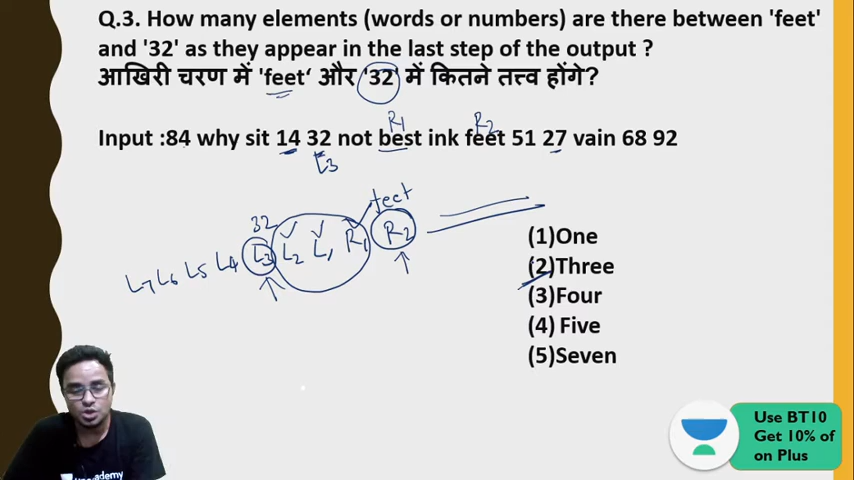 Q.3. How many elements (words or numbers) are there between 'feet'
and '32' as they appear in the last step of the output ?
आखिरी चरण में 'feet‘ और '32' में कितने तत्त्व होंगे?
R1 R2
Input :84 why sit 14 32 not best ink feet 51 27 vain 68 92
L3
feet
32
L7 L6 L5 L4 L3 L2 L1 R1 R2
(1)One
(2)Three
(3)Four
(4) Five
(5)Seven
Use BT10
Get 10% of
on Plus